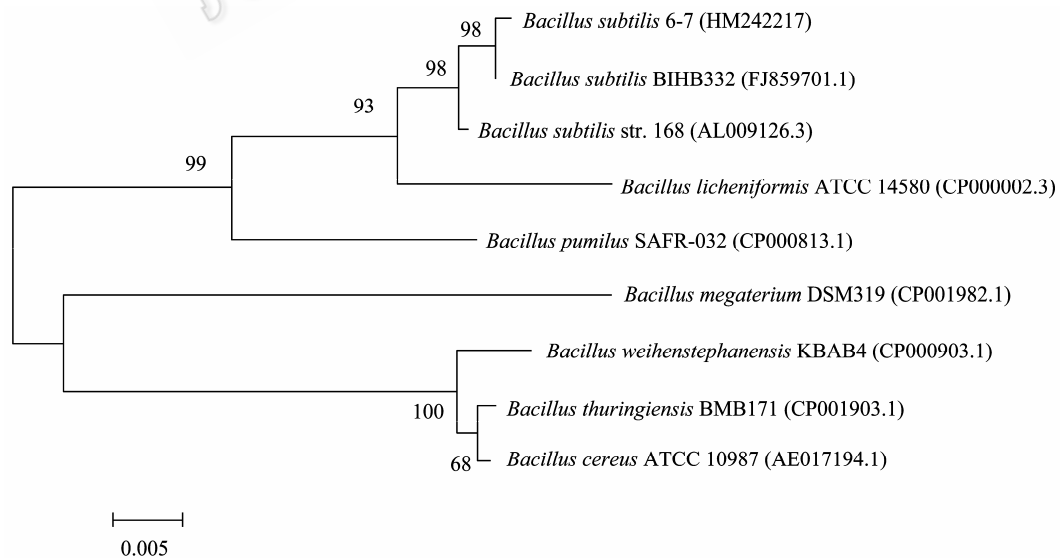 98 Bacillus subtilis 6-7 (HM242217)
98 Bacillus subtilis BIHB332 (FJ859701.1)
93
Bacillus subtilis str. 168 (AL009126.3)
99
Bacillus licheniformis ATCC 14580 (CP000002.3)
Bacillus pumilus SAFR-032 (CP000813.1)
Bacillus megaterium DSM319 (CP001982.1)
Bacillus weihenstephanensis KBAB4 (CP000903.1)
100 Bacillus thuringiensis BMB171 (CP001903.1)
68 Bacillus cereus ATCC 10987 (AE017194.1)
0.005